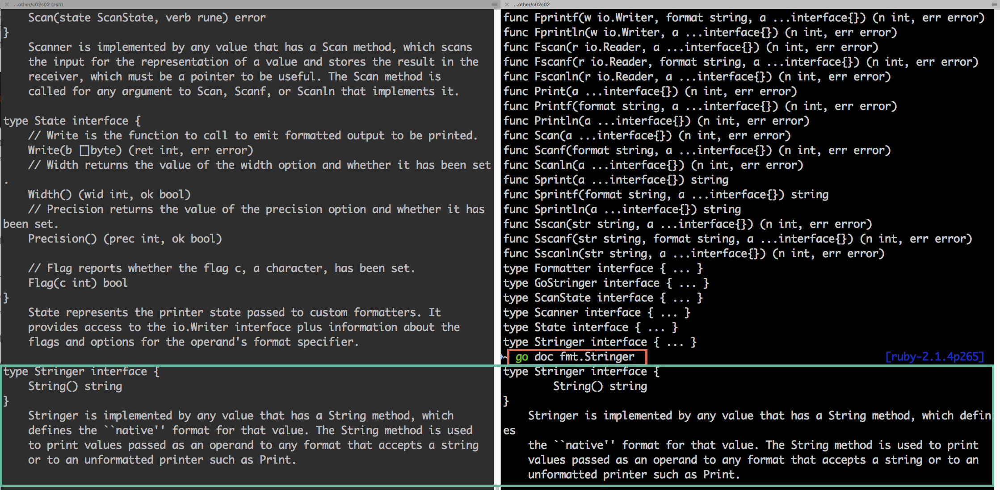 ...other/c02s02 (zsh)
    Scan(state ScanState, verb rune) error
}
    Scanner is implemented by any value that has a Scan method, which scans
    the input for the representation of a value and stores the result in the
    receiver, which must be a pointer to be useful. The Scan method is
    called for any argument to Scan, Scanf, or Scanln that implements it.
type State interface {
    // Write is the function to call to emit formatted output to be printed.
    Write(b []byte) (ret int, err error)
    // Width returns the value of the width option and whether it has been set
.
    Width() (wid int, ok bool)
    // Precision returns the value of the precision option and whether it has
been set.
    Precision() (prec int, ok bool)
    // Flag reports whether the flag c, a character, has been set.
    Flag(c int) bool
}
    State represents the printer state passed to custom formatters. It
    provides access to the io.Writer interface plus information about the
    flags and options for the operand's format specifier.
type Stringer interface {
    String() string
}
    Stringer is implemented by any value that has a String method, which
    defines the ``native'' format for that value. The String method is used
    to print values passed as an operand to any format that accepts a string
    or to an unformatted printer such as Print.
...other/c02s02
func Fprintf(w io.Writer, format string, a ...interface{}) (n int, err error)
func Fprintln(w io.Writer, a ...interface{}) (n int, err error)
func Fscan(r io.Reader, a ...interface{}) (n int, err error)
func Fscanf(r io.Reader, format string, a ...interface{}) (n int, err error)
func Fscanln(r io.Reader, a ...interface{}) (n int, err error)
func Print(a ...interface{}) (n int, err error)
func Printf(format string, a ...interface{}) (n int, err error)
func Println(a ...interface{}) (n int, err error)
func Scan(a ...interface{}) (n int, err error)
func Scanf(format string, a ...interface{}) (n int, err error)
func Scanln(a ...interface{}) (n int, err error)
func Sprint(a ...interface{}) string
func Sprintf(format string, a ...interface{}) string
func Sprintln(a ...interface{}) string
func Sscan(str string, a ...interface{}) (n int, err error)
func Sscanf(str string, format string, a ...interface{}) (n int, err error)
func Sscanln(str string, a ...interface{}) (n int, err error)
type Formatter interface { ... }
type GoStringer interface { ... }
type ScanState interface { ... }
type Scanner interface { ... }
type State interface { ... }
type Stringer interface { ... }
~ go doc fmt.Stringer [ruby-2.1.4p265]
type Stringer interface {
        String() string
}
    Stringer is implemented by any value that has a String method, which defin
es
    the ``native'' format for that value. The String method is used to print
    values passed as an operand to any format that accepts a string or to an
    unformatted printer such as Print.